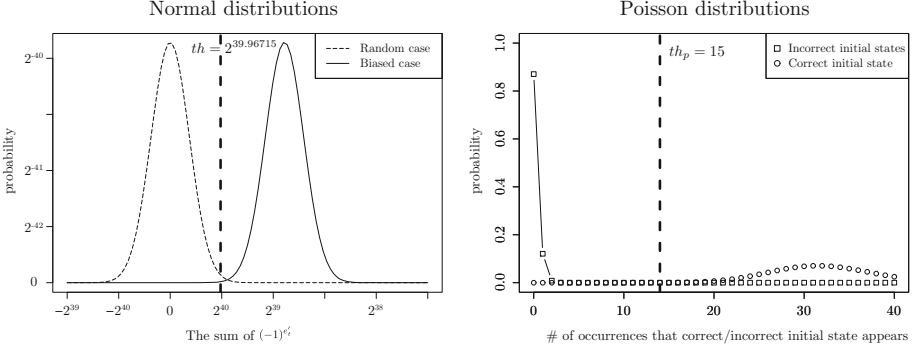 Normal distributions
th = 2^39.96715
Random case
Biased case
probability
2^-40
2^-41
2^-42
0
−2^39 −2^40 0 2^40 2^39 2^38
The sum of (−1)^{e′_t}
Poisson distributions
th_p = 15
Incorrect initial states
Correct initial state
probability
1.0
0.8
0.6
0.4
0.2
0.0
0 10 20 30 40
# of occurrences that correct/incorrect initial state appears